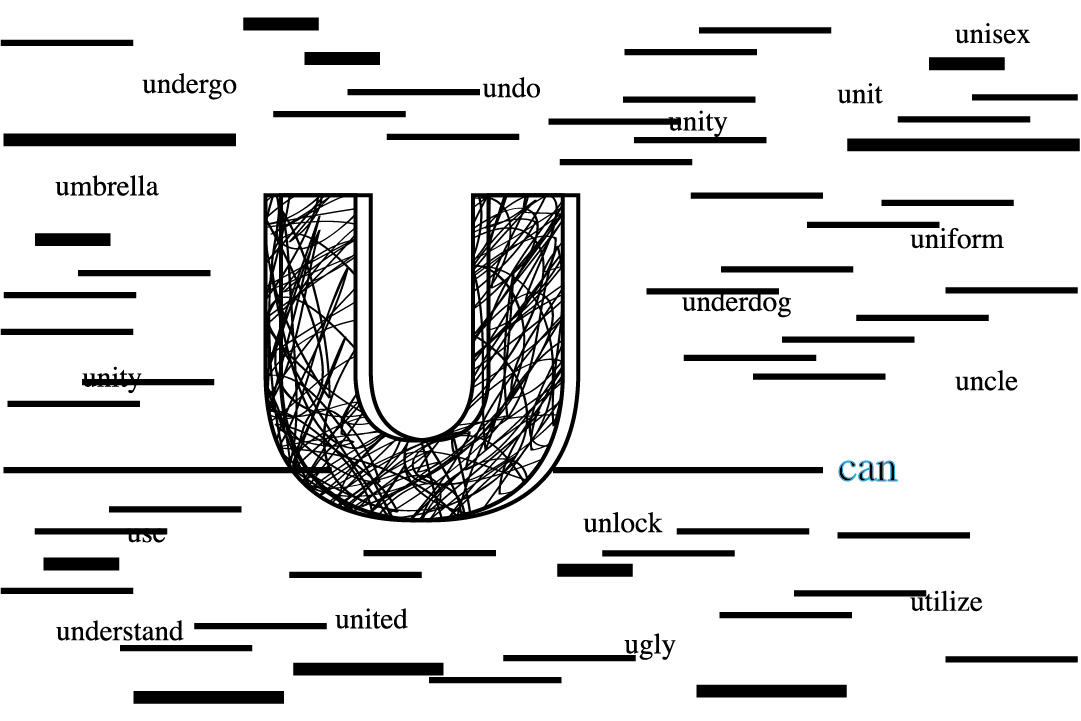 unisex
undergo
undo
unit
unity
umbrella
uniform
underdog
unity
uncle
U
can
unlock
use
utilize
united
understand
ugly